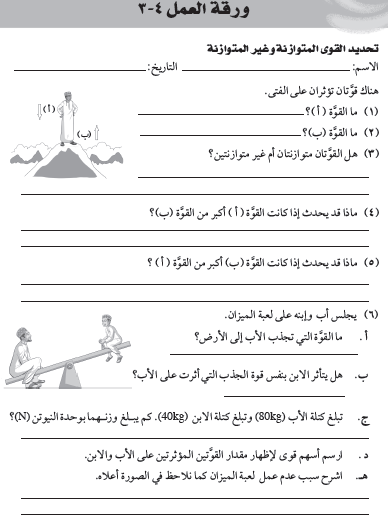 ورقة العمل ٤-٣
تحديد القوى المتوازنة وغير المتوازنة
الاسم: التاريخ:
هناك قوَّتان تؤثران على الفتى.
(١) ما القوَّة (أ)؟
(٢) ما القوَّة (ب)؟
(٣) هل القوَّتان متوازنتان أم غير متوازنتين؟
(أ)
(ب)
(٤) ماذا قد يحدث إذا كانت القوَّة (أ) أكبر من القوَّة (ب)؟
(٥) ماذا قد يحدث إذا كانت القوَّة (ب) أكبر من القوَّة (أ)؟
(٦) يجلس أب وإبنه على لعبة الميزان.
أ. ما القوَّة التي تجذب الأب إلى الأرض؟
ب. هل يتأثر الابن بنفس قوة الجذب التي أثرت على الأب؟
ج. تبلغ كتلة الأب (80kg) وتبلغ كتلة الابن (40kg). كم يبلغ وزنهما بوحدة النيوتن (N)؟
د. ارسم أسهم قوى لإظهار مقدار القوَّتين المؤثرتين على الأب والابن.
هـ. اشرح سبب عدم عمل لعبة الميزان كما نلاحظ في الصورة أعلاه.